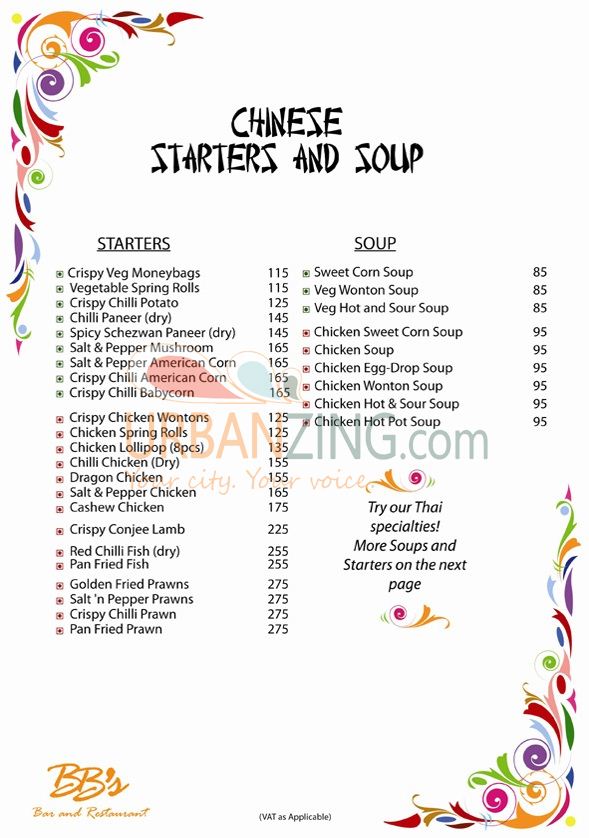 CHINESE
STARTERS AND SOUP
STARTERS
Crispy Veg Moneybags 115
Vegetable Spring Rolls 115
Crispy Chilli Potato 125
Chilli Paneer (dry) 145
Spicy Schezwan Paneer (dry) 145
Salt & Pepper Mushroom 165
Salt & Pepper American Corn 165
Crispy Chilli American Corn 165
Crispy Chilli Babycorn 165
Crispy Chicken Wontons 125
Chicken Spring Rolls 125
Chicken Lollipop (8pcs) 135
Chilli Chicken (Dry) 155
Dragon Chicken 155
Salt & Pepper Chicken 165
Cashew Chicken 175
Crispy Conjee Lamb 225
Red Chilli Fish (dry) 255
Pan Fried Fish 255
Golden Fried Prawns 275
Salt 'n Pepper Prawns 275
Crispy Chilli Prawn 275
Pan Fried Prawn 275
SOUP
Sweet Corn Soup 85
Veg Wonton Soup 85
Veg Hot and Sour Soup 85
Chicken Sweet Corn Soup 95
Chicken Soup 95
Chicken Egg-Drop Soup 95
Chicken Wonton Soup 95
Chicken Hot & Sour Soup 95
Chicken Hot Pot Soup 95
URBANZING.com
Your city. Your voice.
Try our Thai
specialties!
More Soups and
Starters on the next
page
BB's
Bar and Restaurant
(VAT as Applicable)